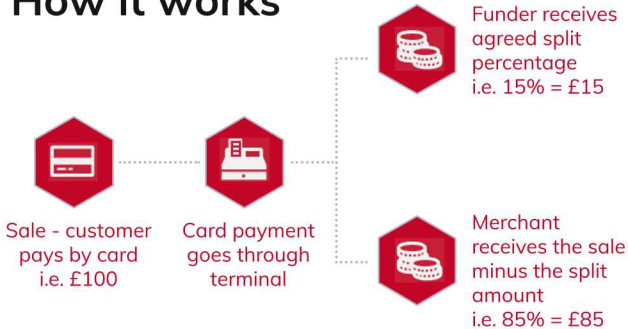 How it works
Sale - customer
pays by card
i.e. £100
Card payment
goes through
terminal
Funder receives
agreed split
percentage
i.e. 15% = £15
Merchant
receives the sale
minus the split
amount
i.e. 85% = £85